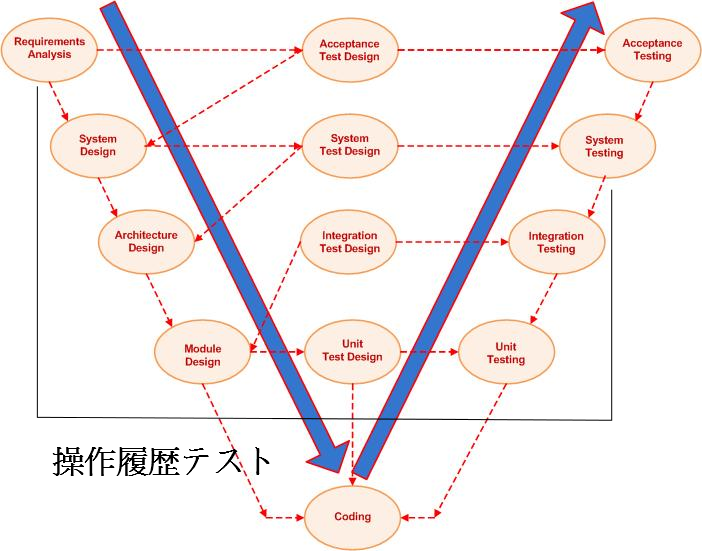 Requirements
Analysis
Acceptance
Test Design
Acceptance
Testing
System
Design
System
Test Design
System
Testing
Architecture
Design
Integration
Test Design
Integration
Testing
Module
Design
Unit
Test Design
Unit
Testing
操作履歴テスト
Coding